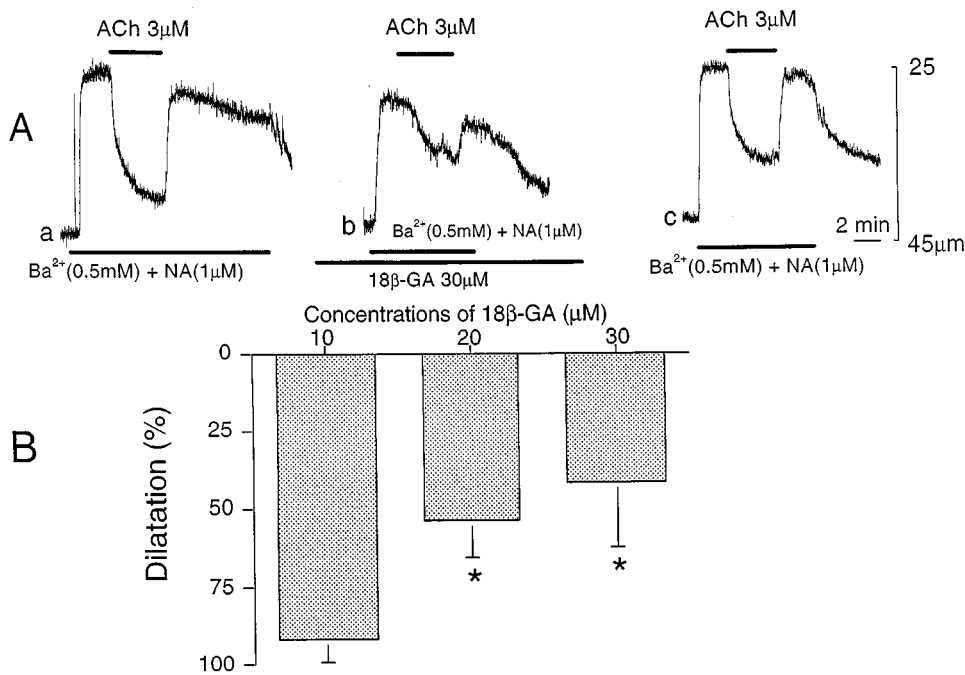 ACh 3μM ACh 3μM ACh 3μM
A
25
a
b
c
2 min
45μm
Ba²⁺(0.5mM) + NA(1μM)
Ba²⁺(0.5mM) + NA(1μM)
Ba²⁺(0.5mM) + NA(1μM)
18β-GA 30μM
Concentrations of 18β-GA (μM)
10 20 30
B
Dilatation (%)
0
25
50
75
100
*
*